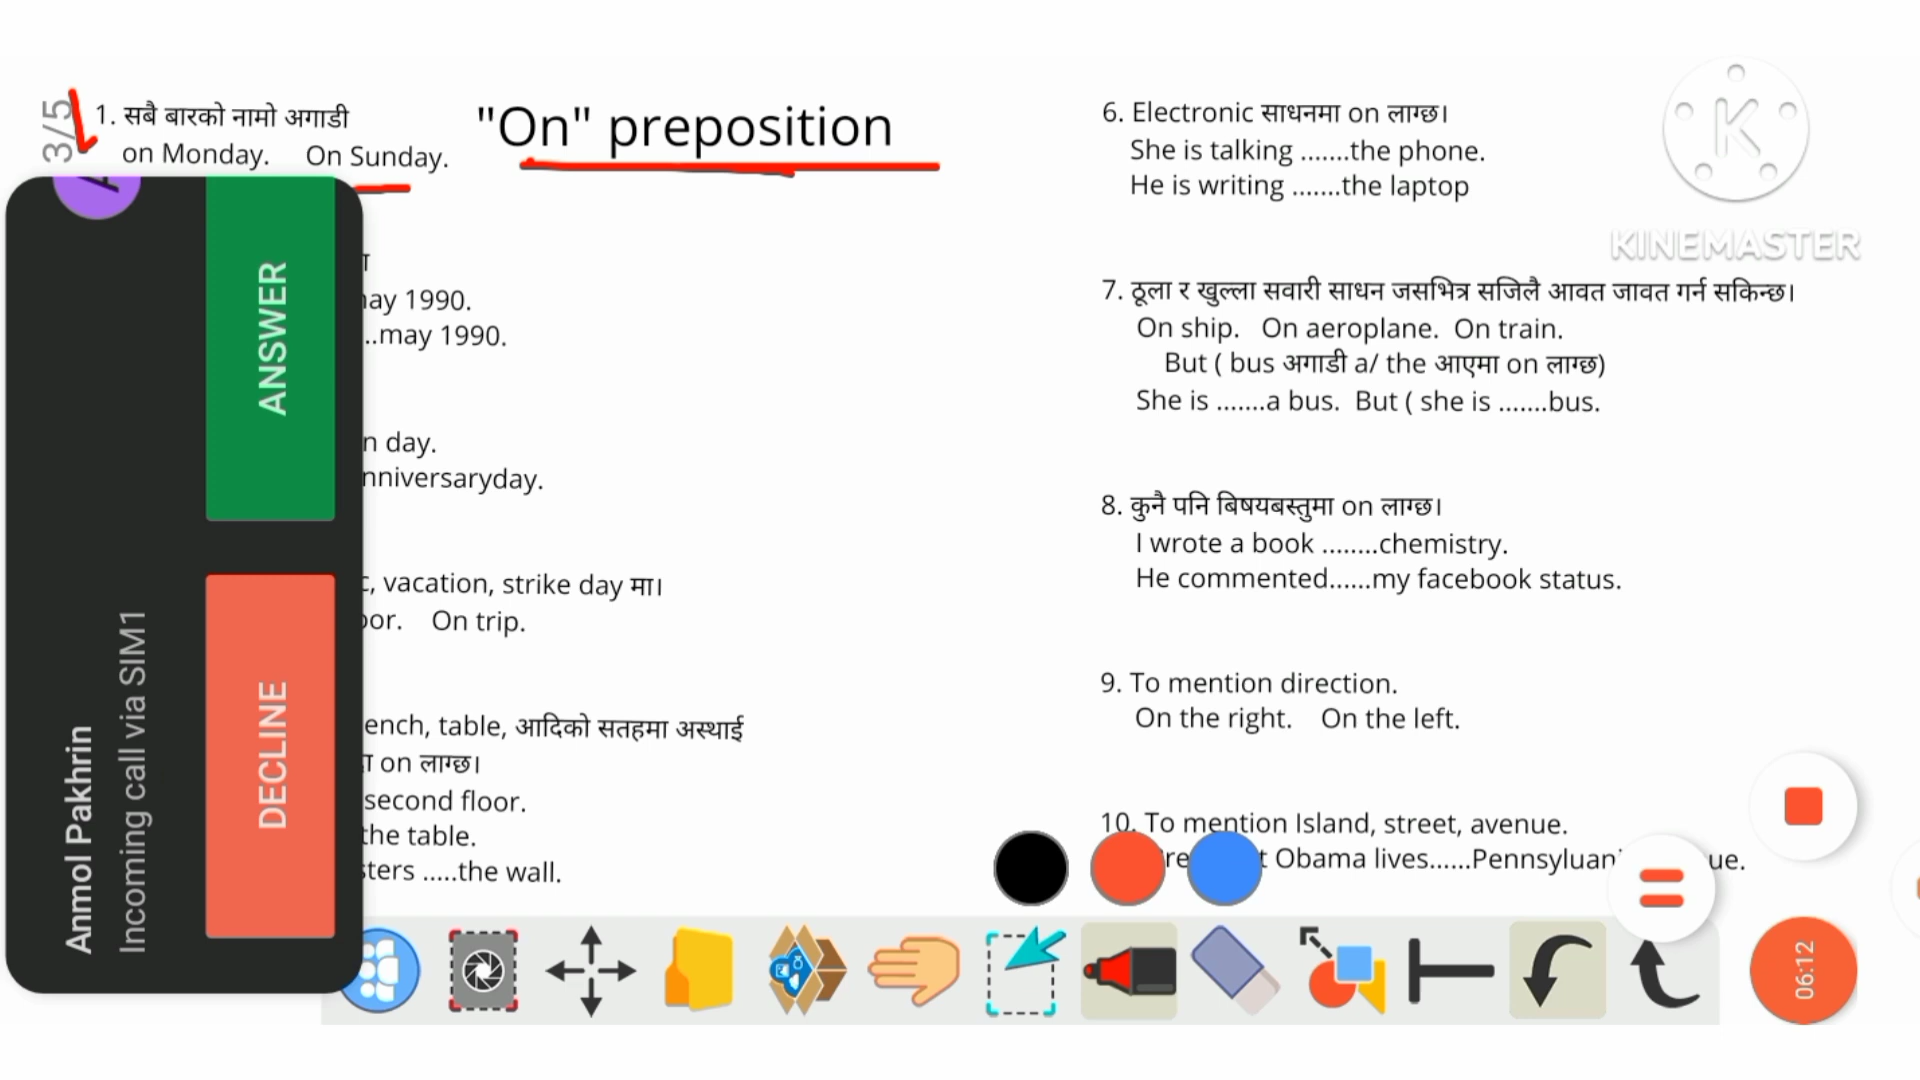 3/5
1. सबै बारको नामो अगाडी
on Monday. On Sunday.
"On" preposition
may 1990.
..may 1990.
day.
nniversaryday.
, vacation, strike day मा।
On trip.
ench, table, आदिको सतहमा अस्थाई
on लाग्छ।
second floor.
the table.
sters .....the wall.
6. Electronic साधनमा on लाग्छ।
She is talking .......the phone.
He is writing .......the laptop
7. ठूला र खुल्ला सवारी साधन जसभित्र सजिलै आवत जावत गर्न सकिन्छ।
On ship. On aeroplane. On train.
But ( bus अगाडी a/ the आएमा on लाग्छ)
She is .......a bus. But ( she is .......bus.
8. कुनै पनि बिषयबस्तुमा on लाग्छ।
I wrote a book ........chemistry.
He commented......my facebook status.
9. To mention direction.
On the right. On the left.
10. To mention Island, street, avenue.
Obama lives......Pennsyluani ue.
KINEMASTER
Anmol Pakhrin
Incoming call via SIM1
ANSWER
DECLINE
06:12